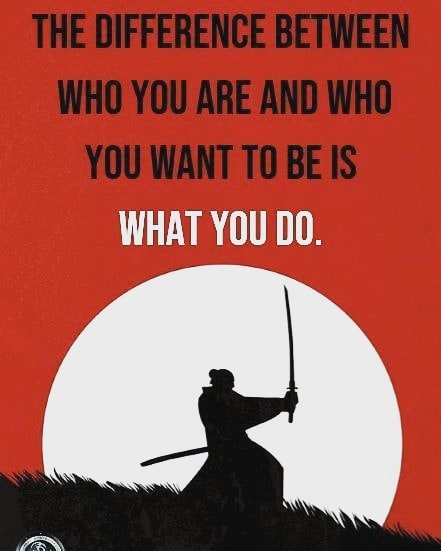 THE DIFFERENCE BETWEEN
WHO YOU ARE AND WHO
YOU WANT TO BE IS
WHAT YOU DO.